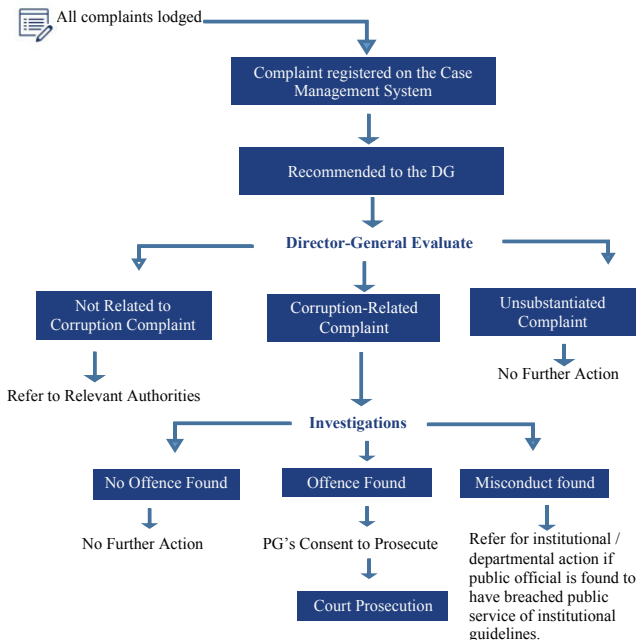 All complaints lodged
Complaint registered on the Case
Management System
Recommended to the DG
Director-General Evaluate
Not Related to
Corruption Complaint
Corruption-Related
Complaint
Unsubstantiated
Complaint
Refer to Relevant Authorities
No Further Action
Investigations
No Offence Found
Offence Found
Misconduct found
No Further Action
PG's Consent to Prosecute
Court Prosecution
Refer for institutional /
departmental action if
public official is found to
have breached public
service of institutional
guidelines.